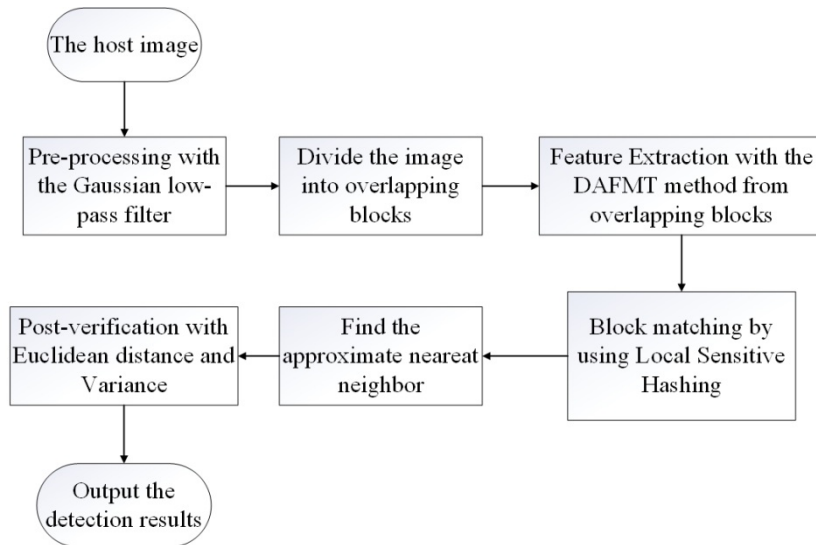 The host image
Pre-processing with
the Gaussian low-
pass filter
Divide the image
into overlapping
blocks
Feature Extraction with the
DAFMT method from
overlapping blocks
Block matching by
using Local Sensitive
Hashing
Find the
approximate neareat
neighbor
Post-verification with
Euclidean distance and
Variance
Output the
detection results